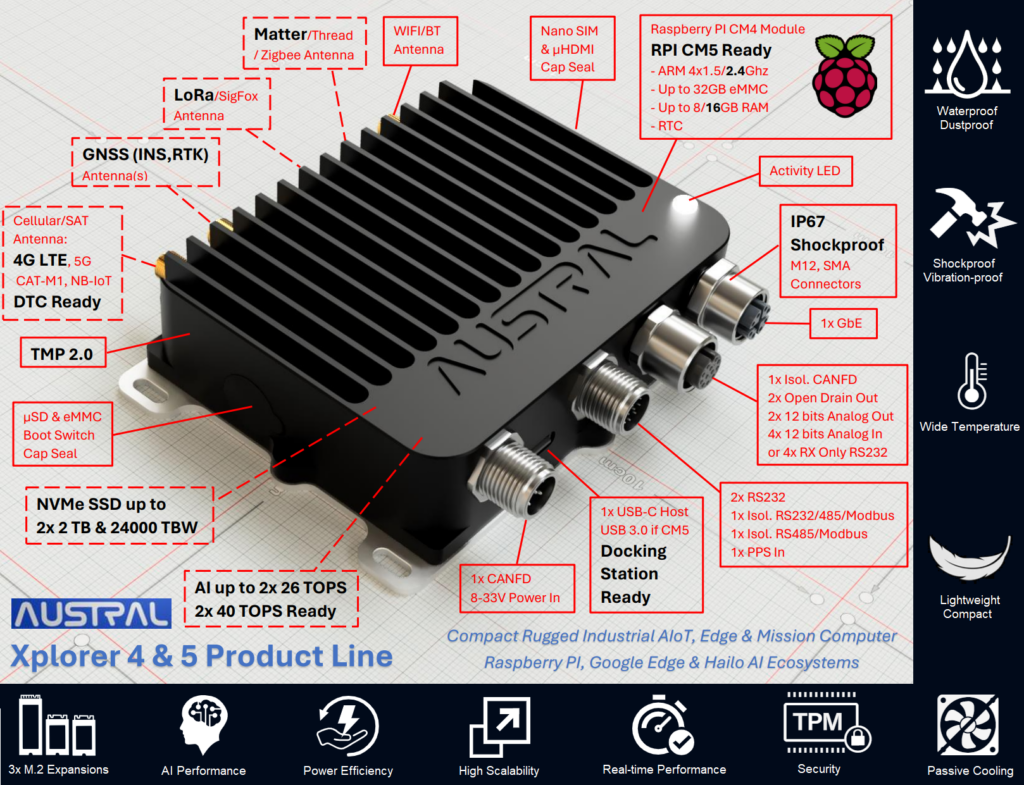 Matter/Thread
/ Zigbee Antenna
WIFI/BT
Antenna
Nano SIM
& µHDMI
Cap Seal
Raspberry PI CM4 Module
RPI CM5 Ready
- ARM 4x1.5/2.4Ghz
- Up to 32GB eMMC
- Up to 8/16GB RAM
- RTC
Waterproof
Dustproof
LoRa/SigFox
Antenna
GNSS (INS,RTK)
Antenna(s)
Activity LED
Cellular/SAT
Antenna:
4G LTE, 5G
CAT-M1, NB-IoT
DTC Ready
IP67
Shockproof
M12, SMA
Connectors
Shockproof
Vibration-proof
AUSTRAL
1x GbE
TMP 2.0
1x Isol. CANFD
2x Open Drain Out
2x 12 bits Analog Out
4x 12 bits Analog In
or 4x RX Only RS232
Wide Temperature
µSD & eMMC
Boot Switch
Cap Seal
10cm
NVMe SSD up to
2x 2 TB & 24000 TBW
2x RS232
1x Isol. RS232/485/Modbus
1x Isol. RS485/Modbus
1x PPS In
1x USB-C Host
USB 3.0 if CM5
Docking
Station
Ready
1x CANFD
8-33V Power In
AI up to 2x 26 TOPS
2x 40 TOPS Ready
Lightweight
Compact
AUSTRAL
Xplorer 4 & 5 Product Line
Compact Rugged Industrial AIoT, Edge & Mission Computer
Raspberry PI, Google Edge & Hailo AI Ecosystems
3x M.2 Expansions
AI Performance
Power Efficiency
High Scalability
Real-time Performance
TPM
Security
Passive Cooling